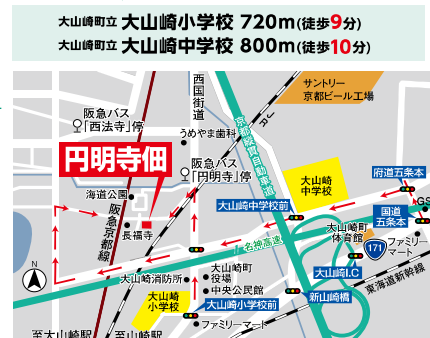 大山崎町立 大山崎小学校 720m(徒歩9分)
大山崎町立 大山崎中学校 800m(徒歩10分)
サントリー
京都ビール工場
西国街道
JR
阪急バス
「西法寺」停
うめやま歯科
京都縦貫自動車道
円明寺佃
阪急バス
「円明寺」停
大山崎
中学校
府道五条本
海道公園
大山崎中学校前
国道
五条本
GS
阪急京都線
長福寺
名神高速
大山崎町
体育館
171
ファミリー
マート
N
大山崎消防所
大山崎町
役場
中央公民館
大山崎I.C
東海道新幹線
大山崎
小学校
大山崎小学校前
新山崎橋
ファミリーマート
至大山崎駅
至山崎駅